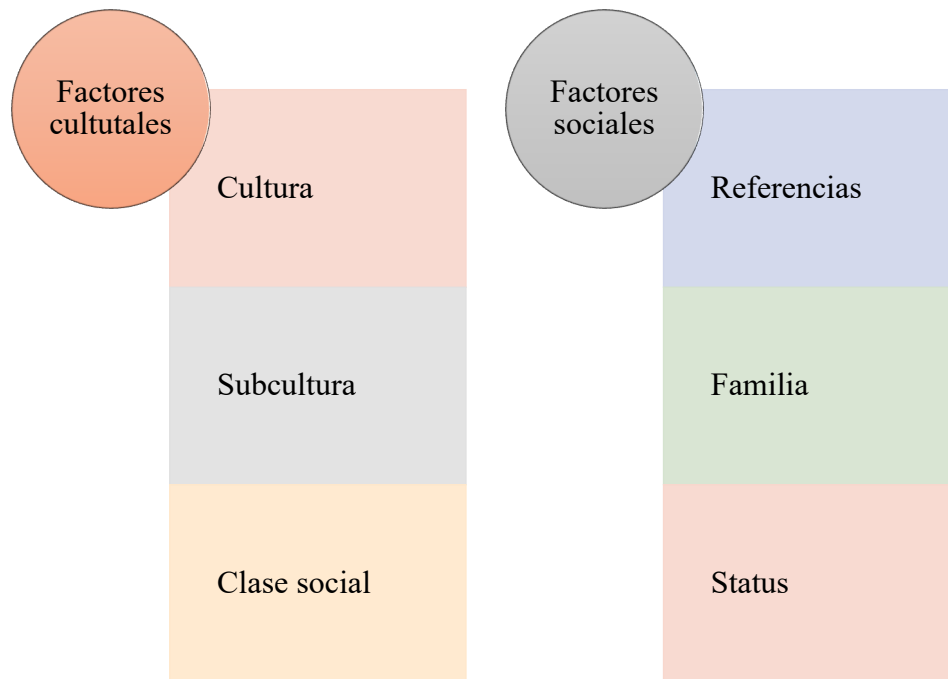 Factores
cultutales
Cultura
Subcultura
Clase social
Factores
sociales
Referencias
Familia
Status